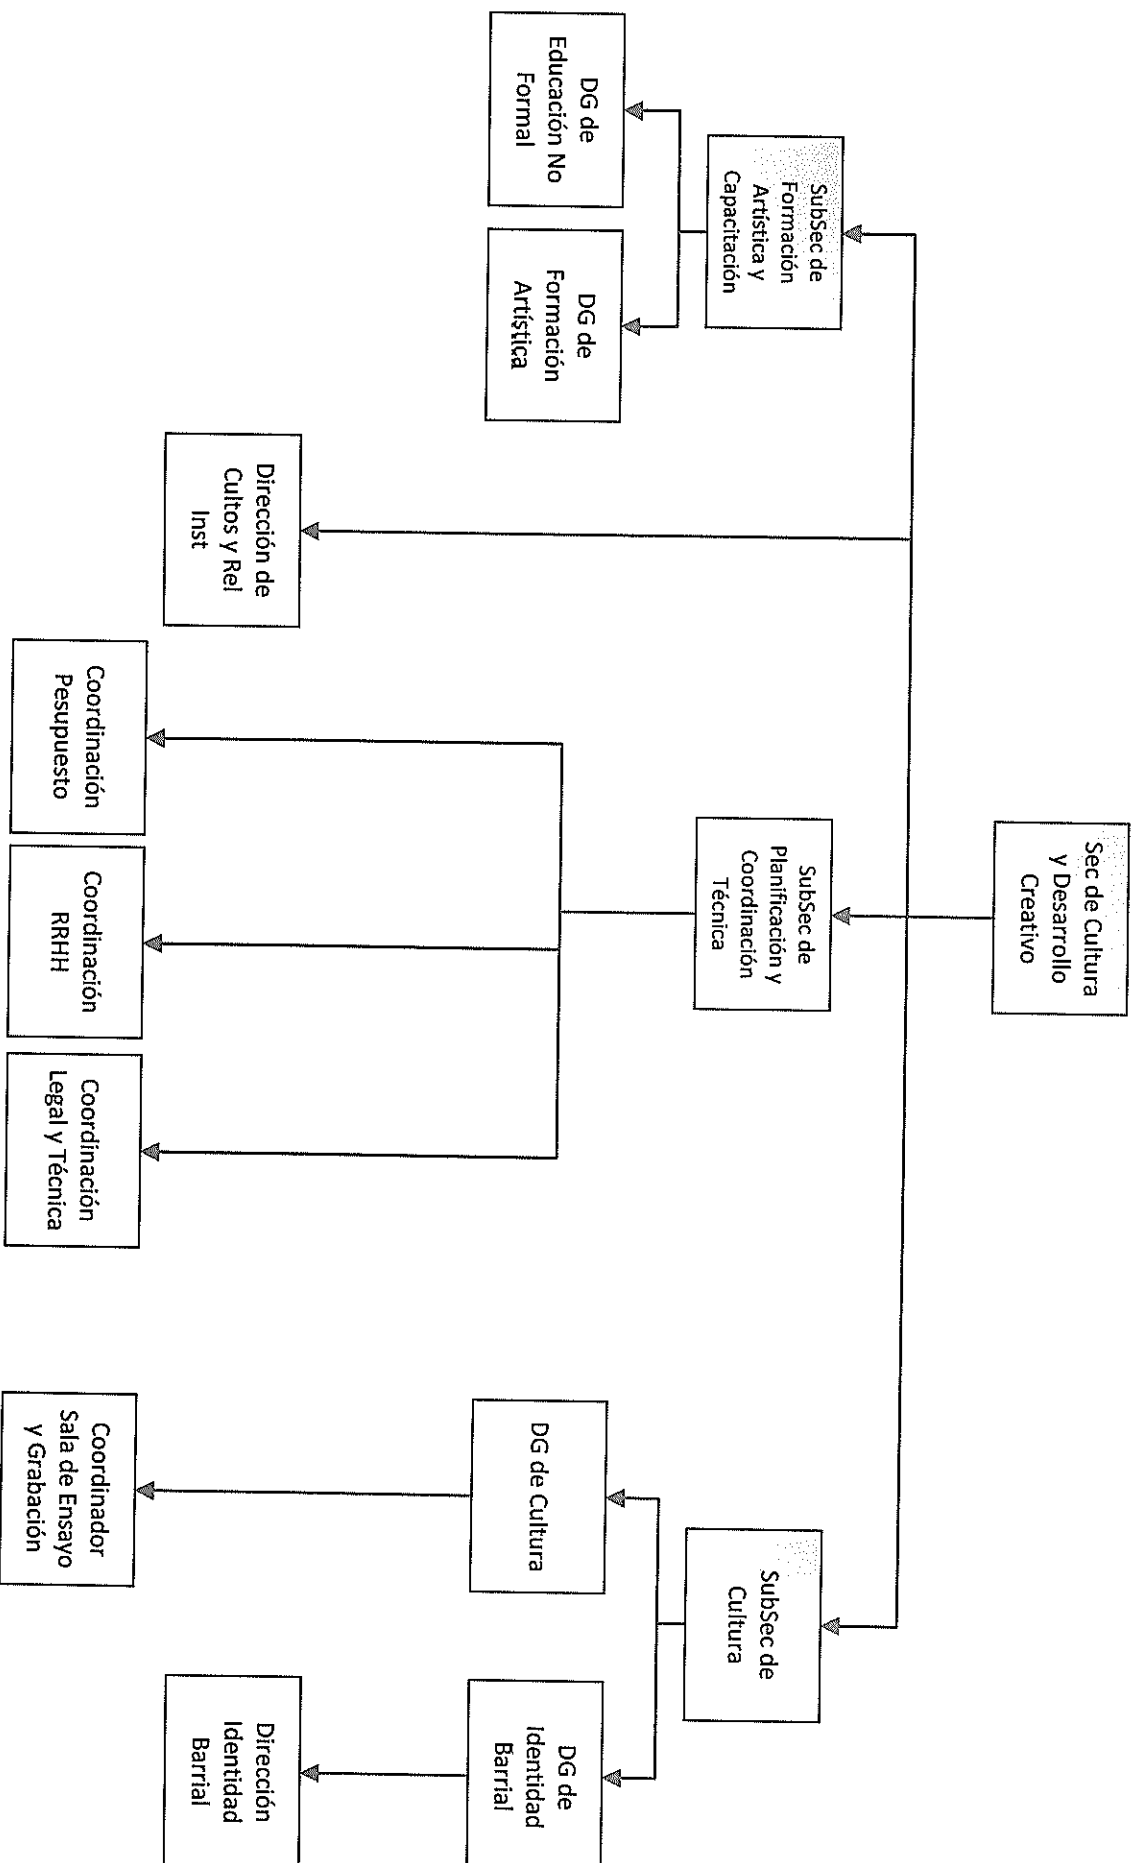 Sec de Cultura
y Desarrollo
Creativo
SubSec de
Formación
Artística y
Capacitación
SubSec de
Planificación y
Coordinación
Técnica
SubSec de
Cultura
DG de
Educación No
Formal
DG de
Formación
Artística
DG de Cultura
DG de
Identidad
Barrial
Dirección de
Cultos y Rel
Inst
Dirección
Identidad
Barrial
Coordinación
Pesupuesto
Coordinación
RRHH
Coordinación
Legal y Técnica
Coordinador
Sala de Ensayo
y Grabación